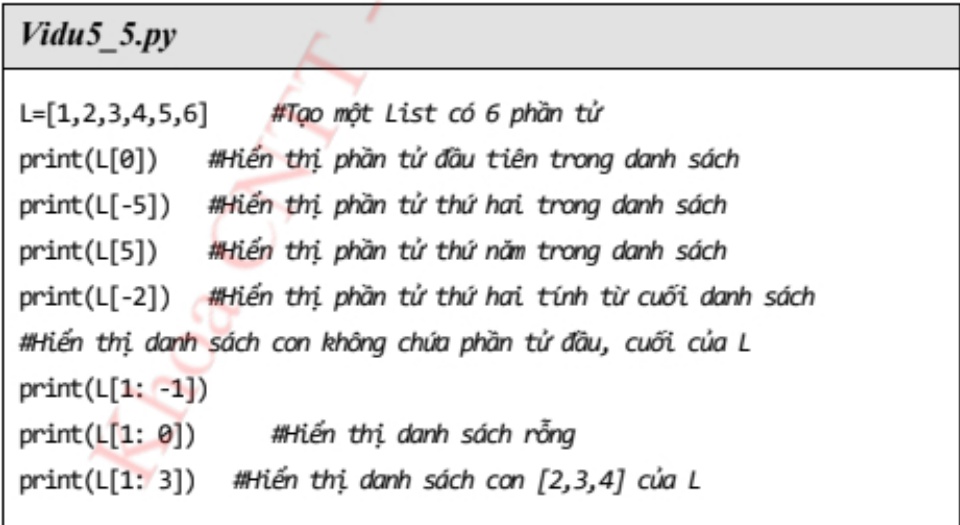 Vidu5_5.py
L=[1,2,3,4,5,6] #Tạo một List có 6 phần tử
print(L[0]) #Hiển thị phần tử đầu tiên trong danh sách
print(L[-5]) #Hiển thị phần tử thứ hai trong danh sách
print(L[5]) #Hiển thị phần tử thứ năm trong danh sách
print(L[-2]) #Hiển thị phần tử thứ hai tính từ cuối danh sách
#Hiển thị danh sách con không chứa phần tử đầu, cuối của L
print(L[1: -1])
print(L[1: 0]) #Hiển thị danh sách rỗng
print(L[1: 3]) #Hiển thị danh sách con [2,3,4] của L
Khoa CNTT -